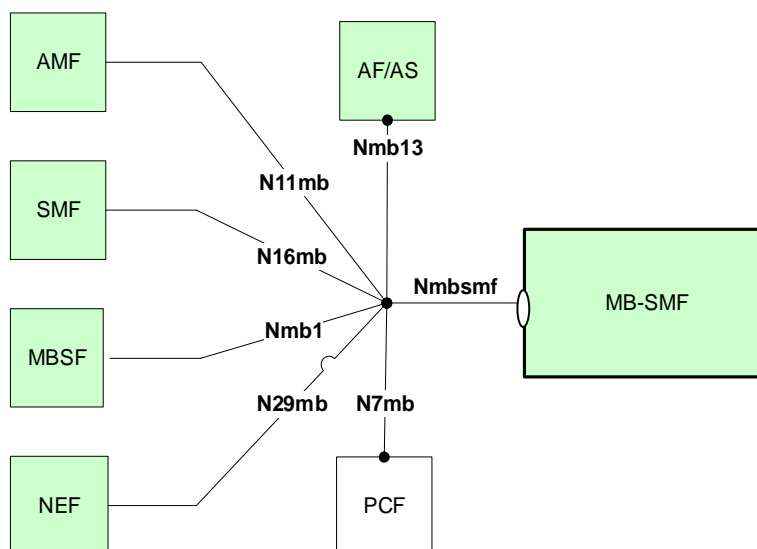 AMF
AF/AS
Nmb13
N11mb
SMF
N16mb
Nmbsmf
MB-SMF
Nmb1
MBSF
N29mb
N7mb
NEF
PCF